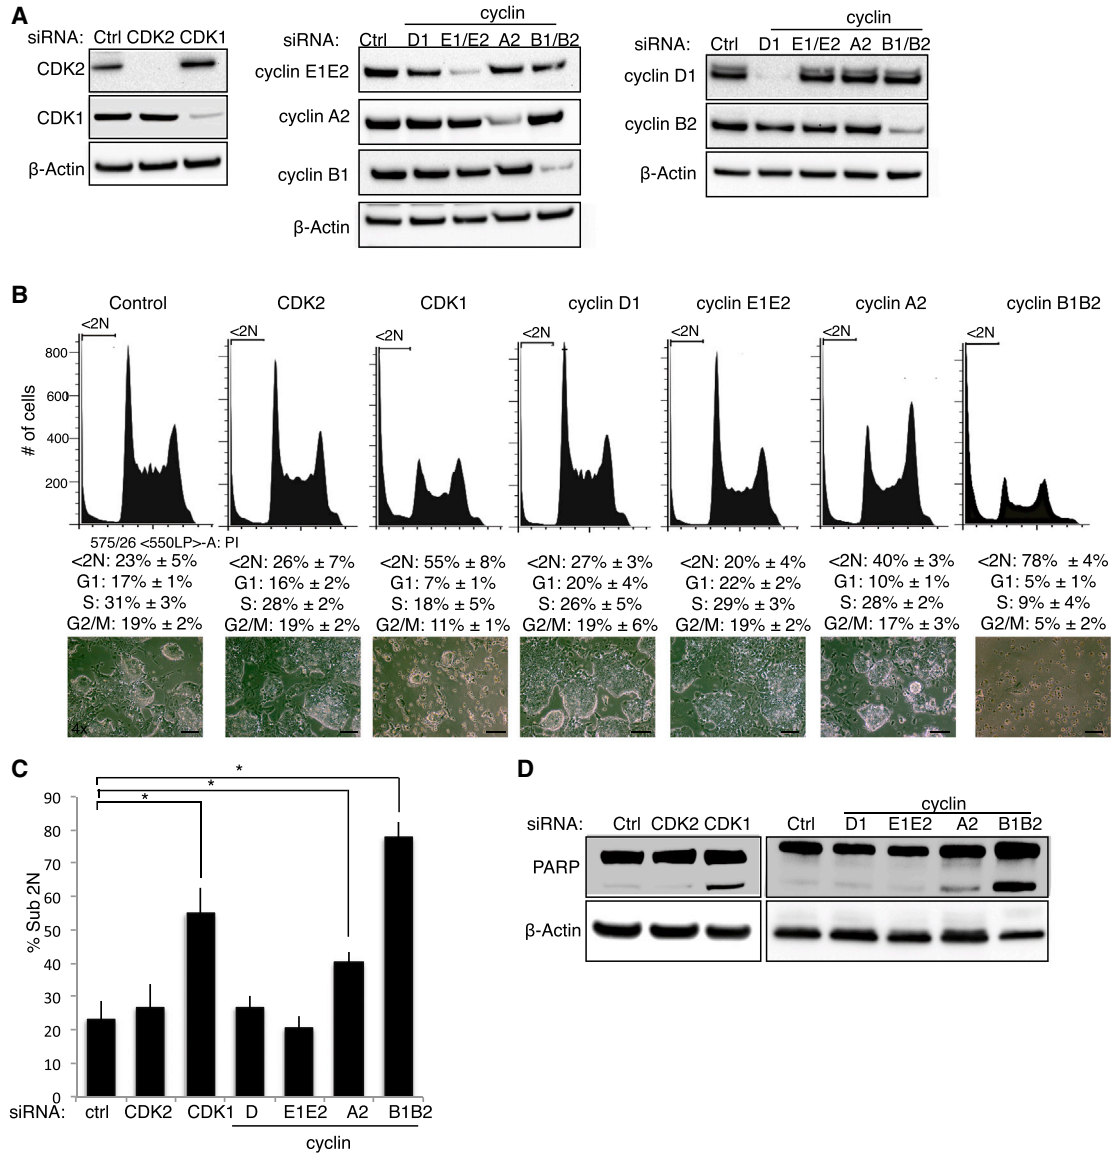 A
siRNA: Ctrl CDK2 CDK1
CDK2
CDK1
β-Actin
cyclin
siRNA: Ctrl D1 E1/E2 A2 B1/B2
cyclin E1E2
cyclin A2
cyclin B1
β-Actin
cyclin
siRNA: Ctrl D1 E1/E2 A2 B1/B2
cyclin D1
cyclin B2
β-Actin
B
Control CDK2 CDK1 cyclin D1 cyclin E1E2 cyclin A2 cyclin B1B2
<2N <2N <2N <2N <2N <2N <2N
# of cells
800
600
400
200
575/26 <550LP>-A: PI
<2N: 23% ± 5% <2N: 26% ± 7% <2N: 55% ± 8% <2N: 27% ± 3% <2N: 20% ± 4% <2N: 40% ± 3% <2N: 78% ± 4%
G1: 17% ± 1% G1: 16% ± 2% G1: 7% ± 1% G1: 20% ± 4% G1: 22% ± 2% G1: 10% ± 1% G1: 5% ± 1%
S: 31% ± 3% S: 28% ± 2% S: 18% ± 5% S: 26% ± 5% S: 29% ± 3% S: 28% ± 2% S: 9% ± 4%
G2/M: 19% ± 2% G2/M: 19% ± 2% G2/M: 11% ± 1% G2/M: 19% ± 6% G2/M: 19% ± 2% G2/M: 17% ± 3% G2/M: 5% ± 2%
4x
C
*
*
*
% Sub 2N
90
80
70
60
50
40
30
20
10
0
siRNA: ctrl CDK2 CDK1 D E1E2 A2 B1B2
cyclin
D
cyclin
siRNA: Ctrl CDK2 CDK1 Ctrl D1 E1E2 A2 B1B2
PARP
β-Actin